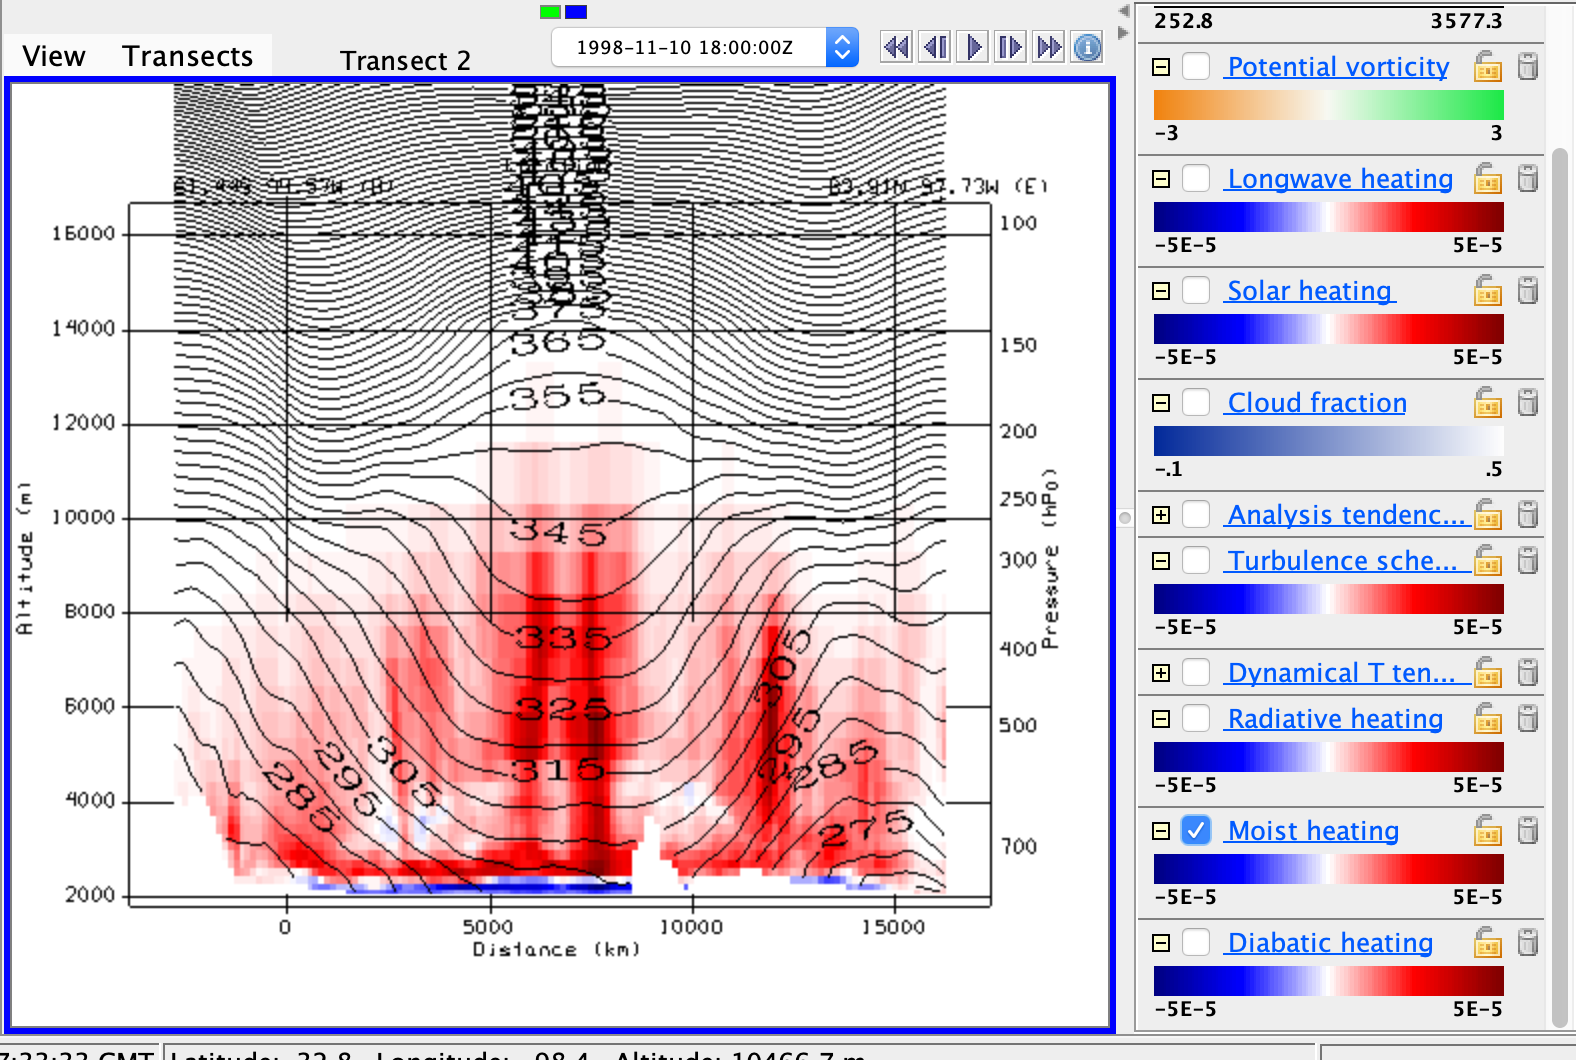 View Transects Transect 2 1998-11-10 18:00:00Z
97.73W (E)
16000
14000
12000
10000
8000
6000
4000
2000
Altitude (m)
100
150
200
250
300
400
500
700
Pressure (hPa)
365
355
345
335
325
315
305
295
285
305
295
285
275
0 5000 10000 15000
Distance (km)
252.8 3577.3
Potential vorticity
-3 3
Longwave heating
-5E-5 5E-5
Solar heating
-5E-5 5E-5
Cloud fraction
-.1 .5
Analysis tendenc...
Turbulence sche...
-5E-5 5E-5
Dynamical T ten...
Radiative heating
-5E-5 5E-5
Moist heating
-5E-5 5E-5
Diabatic heating
-5E-5 5E-5